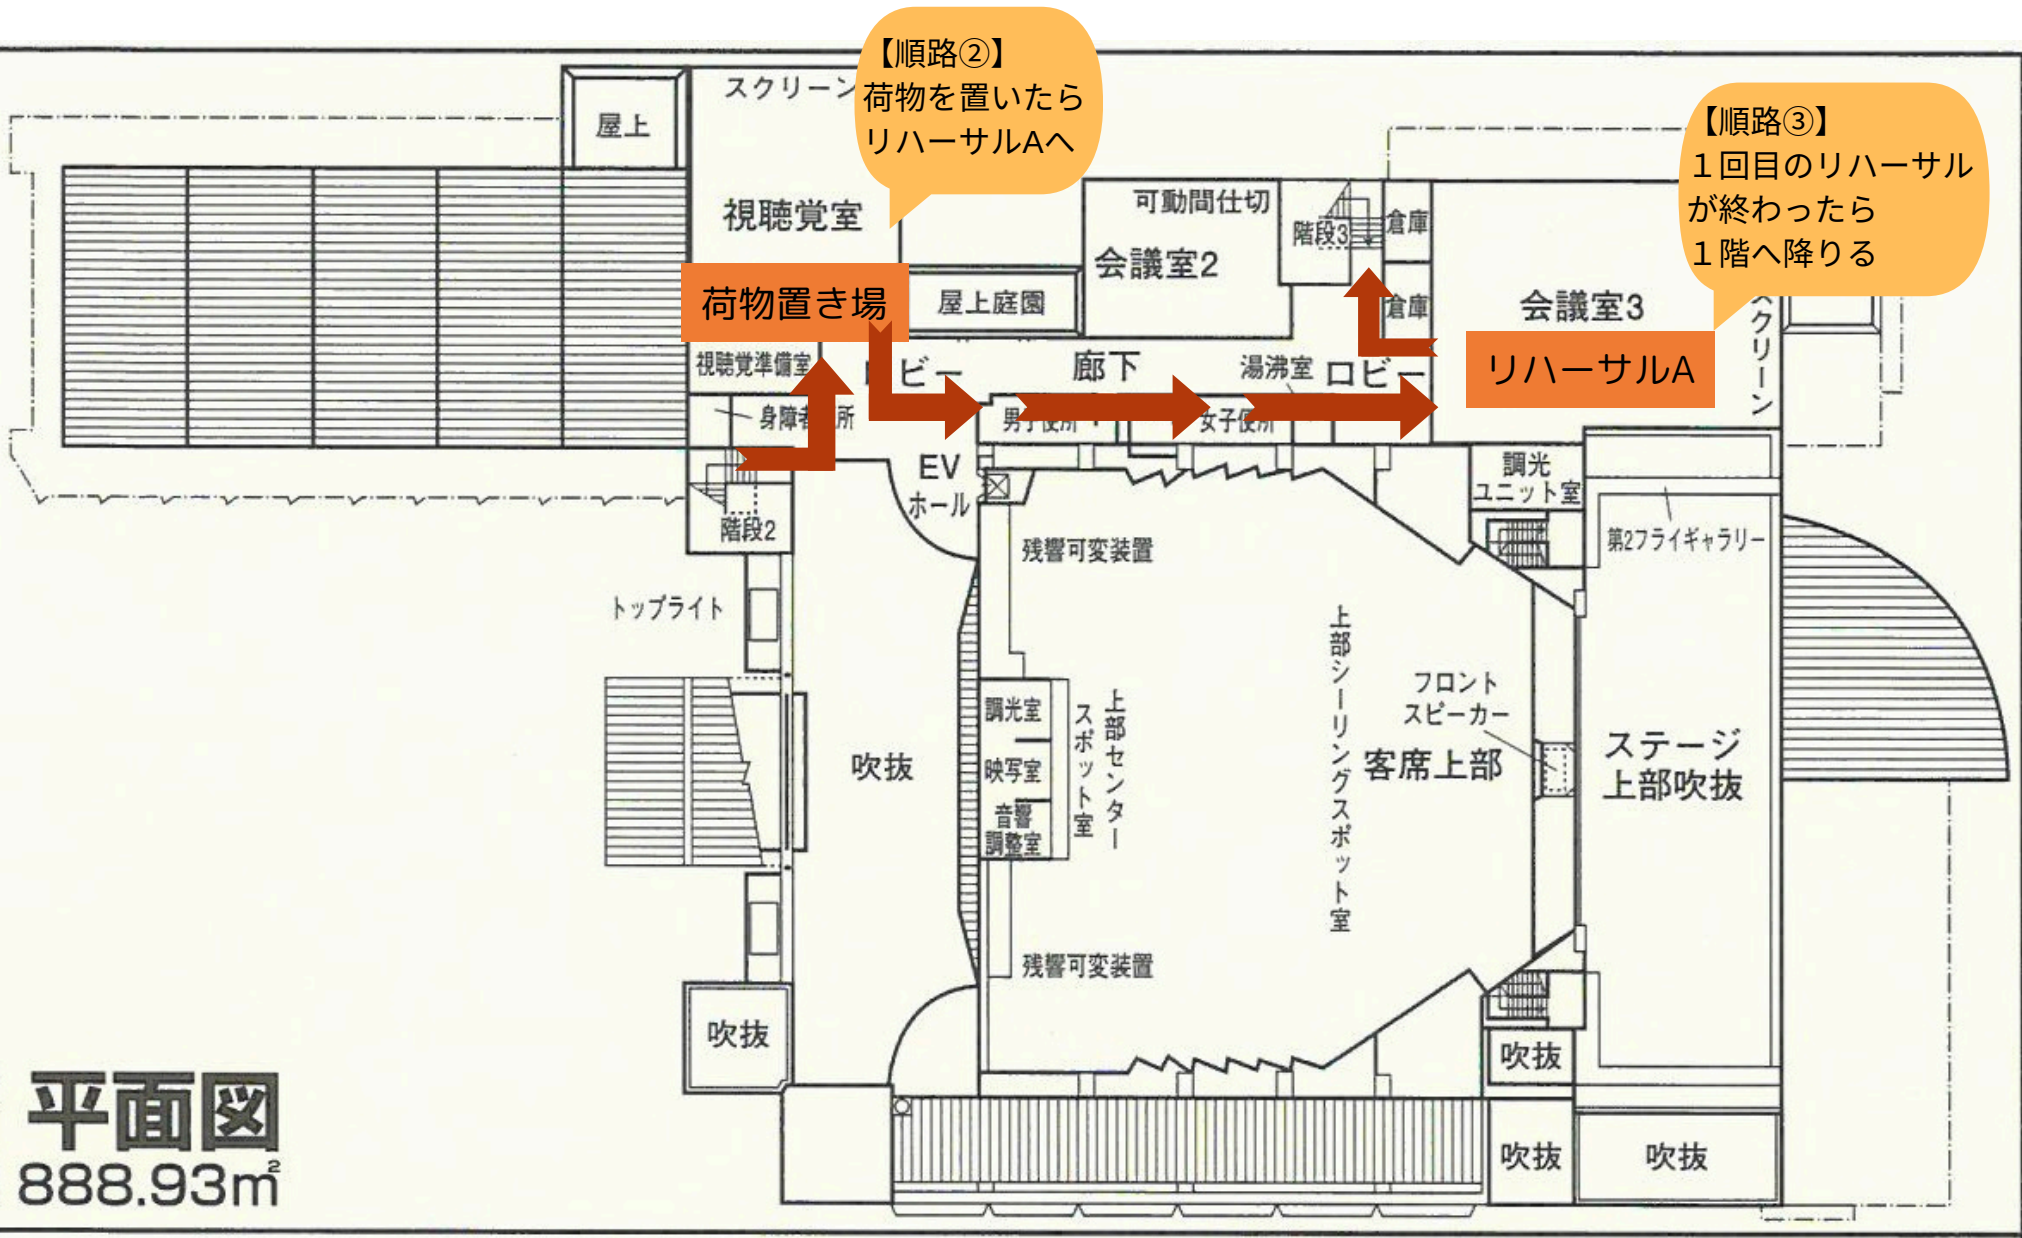 【順路②】
荷物を置いたら
リハーサルAへ
【順路③】
１回目のリハーサル
が終わったら
１階へ降りる
スクリーン
屋上
視聴覚室
可動間仕切
会議室2
階段3
倉庫
倉庫
会議室3
スクリーン
荷物置き場
屋上庭園
リハーサルA
視聴覚準備室
ビー
廊下
湯沸室
ロビー
身障者 所
男子便所
女子便所
EV
ホール
階段2
調光
ユニット室
第2フライギャラリー
残響可変装置
トップライト
上部シーリングスポット室
フロント
スピーカー
調光室
映写室
音響
調整室
上部センター
スポット室
吹抜
客席上部
ステージ
上部吹抜
残響可変装置
吹抜
吹抜
吹抜
吹抜
平面図
888.93㎡